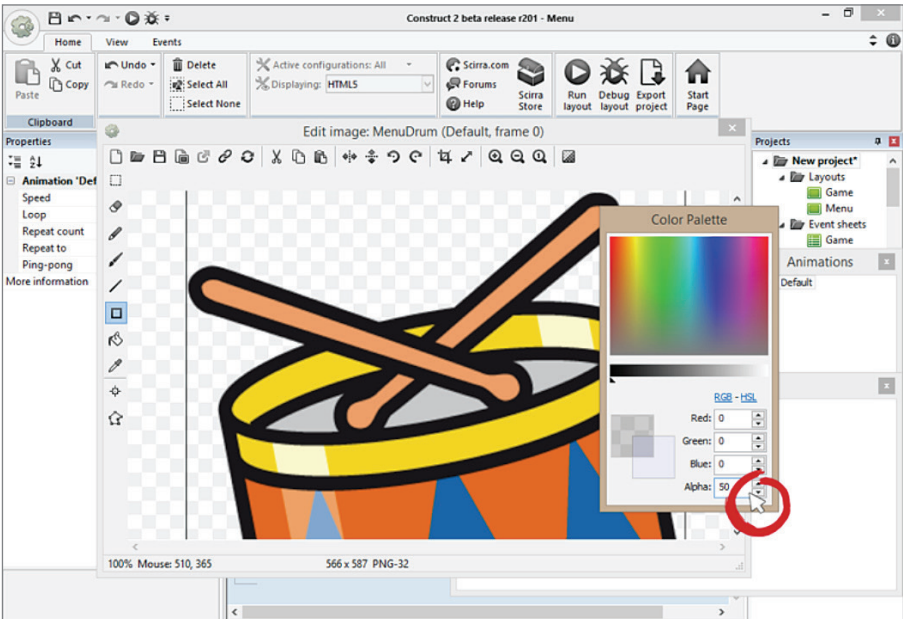 Construct 2 beta release r201 - Menu
Home View Events
Paste
Cut
Copy
Clipboard
Undo
Redo
Delete
Select All
Select None
Active configurations: All
Displaying: HTML5
Scirra.com
Forums
Help
Scirra
Store
Run
layout
Debug
layout
Export
project
Start
Page
Properties
Animation 'Def
Speed
Loop
Repeat count
Repeat to
Ping-pong
More information
Edit image: MenuDrum (Default, frame 0)
Color Palette
RGB - HSL
Red: 0
Green: 0
Blue: 0
Alpha: 50
100% Mouse: 510, 365 566 x 587 PNG-32
Projects
New project*
Layouts
Game
Menu
Event sheets
Game
Animations
Default